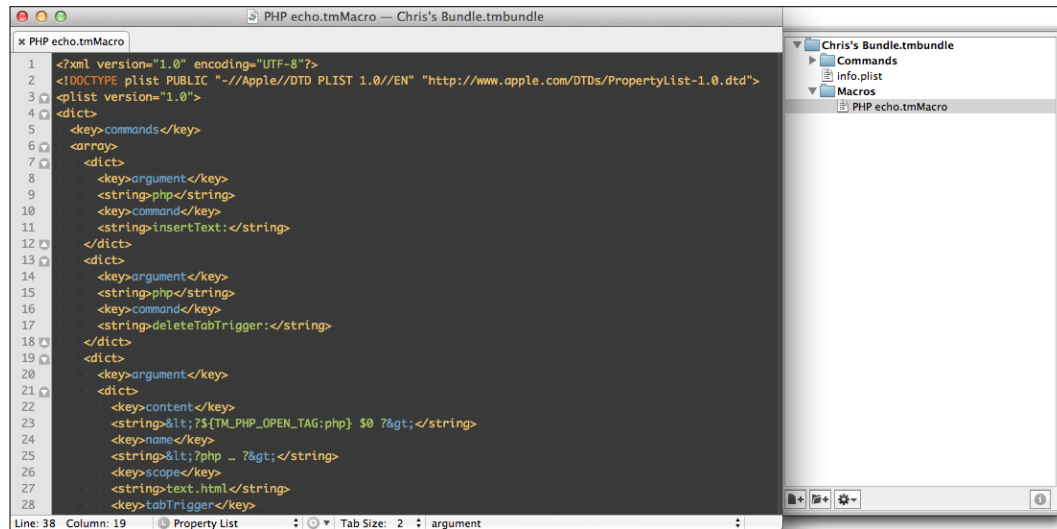 PHP echo.tmMacro — Chris's Bundle.tmbundle
PHP echo.tmMacro
1 <?xml version="1.0" encoding="UTF-8"?>
2 <!DOCTYPE plist PUBLIC "-//Apple//DTD PLIST 1.0//EN" "http://www.apple.com/DTDs/PropertyList-1.0.dtd">
3 <plist version="1.0">
4 <dict>
5 <key>commands</key>
6 <array>
7 <dict>
8 <key>argument</key>
9 <string>php</string>
10 <key>command</key>
11 <string>insertText:</string>
12 </dict>
13 <dict>
14 <key>argument</key>
15 <string>php</string>
16 <key>command</key>
17 <string>deleteTabTrigger:</string>
18 </dict>
19 <dict>
20 <key>argument</key>
21 <dict>
22 <key>content</key>
23 <string>&lt;?${TM_PHP_OPEN_TAG:php} $0 ?&gt;</string>
24 <key>name</key>
25 <string>&lt;?php … ?&gt;</string>
26 <key>scope</key>
27 <string>text.html</string>
28 <key>tabTrigger</key>
Line: 38 Column: 19 Property List Tab Size: 2 argument
Chris's Bundle.tmbundle
Commands
info.plist
Macros
PHP echo.tmMacro